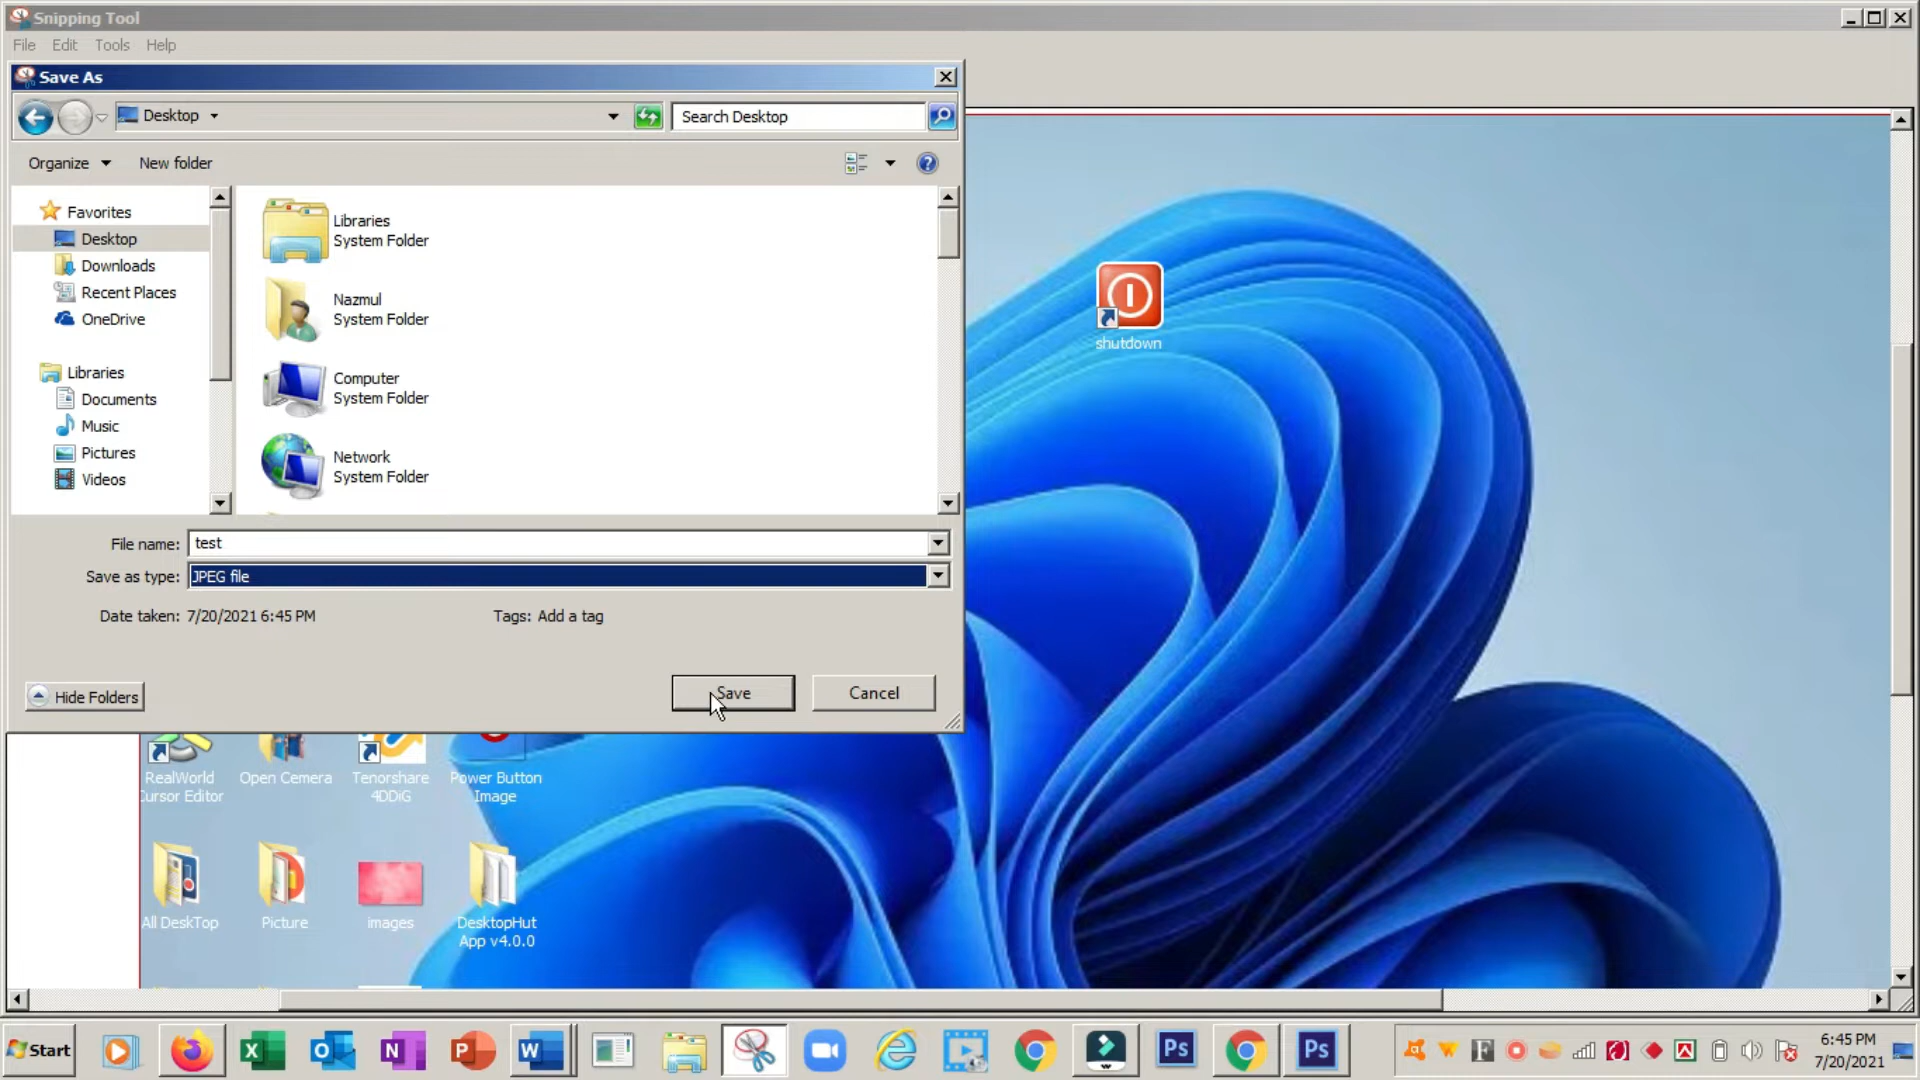 Snipping Tool
File Edit Tools Help
Save As
Desktop
Search Desktop
Organize New folder
Favorites
Desktop
Downloads
Recent Places
OneDrive
Libraries
Documents
Music
Pictures
Videos
Libraries
System Folder
Nazmul
System Folder
Computer
System Folder
Network
System Folder
File name: test
Save as type: JPEG file
Date taken: 7/20/2021 6:45 PM Tags: Add a tag
Hide Folders Save Cancel
shutdown
RealWorld
Cursor Editor
Open Cemera
Tenorshare
4DDiG
Power Button
Image
All DeskTop
Picture
images
DesktopHut
App v4.0.0
Start
6:45 PM
7/20/2021